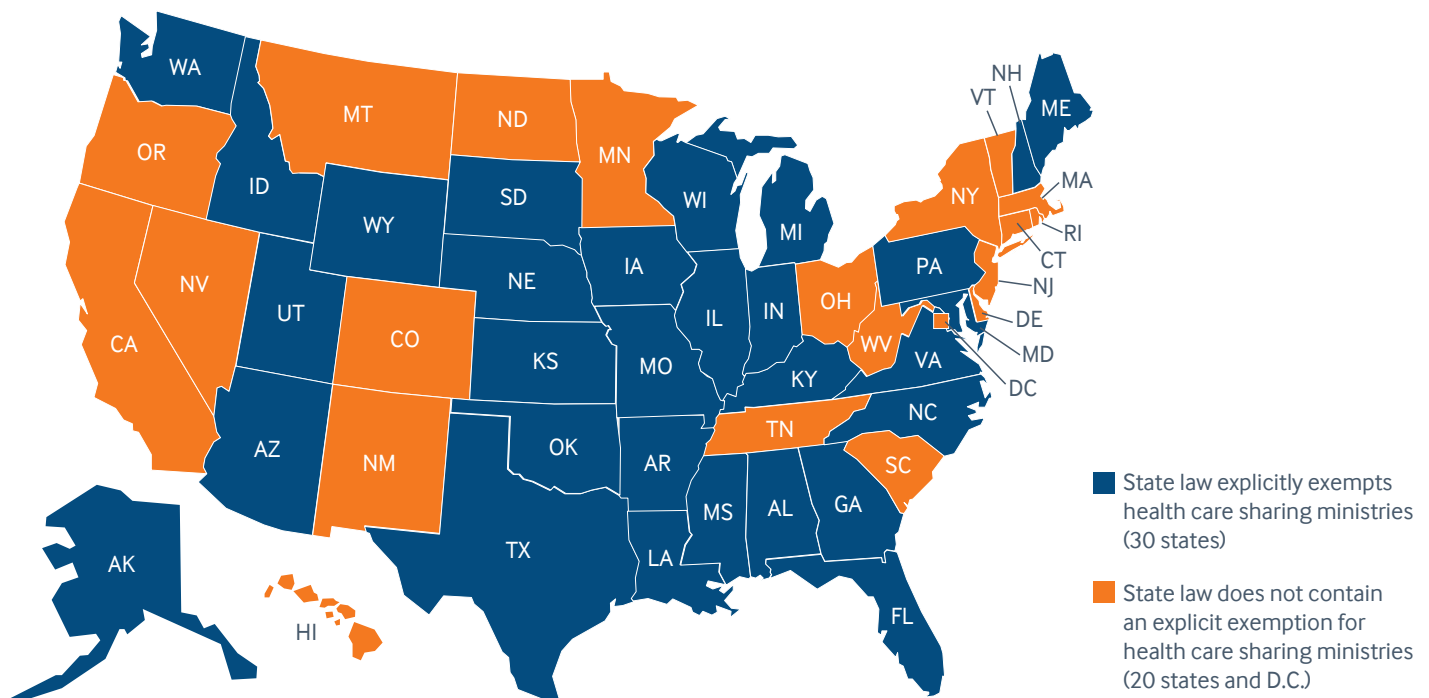 NH
VT
WA
ME
MT
ND
OR
MN
MA
ID
SD
WI
NY
WY
MI
RI
CT
PA
IA
NE
NJ
NV
OH
UT
IL
IN
DE
CO
CA
WV
MD
VA
KS
MO
KY
DC
NC
TN
OK
AZ
NM
AR
SC
State law explicitly exempts
health care sharing ministries
(30 states)
MS
AL
GA
TX
LA
AK
State law does not contain
an explicit exemption for
health care sharing ministries
(20 states and D.C.)
FL
HI